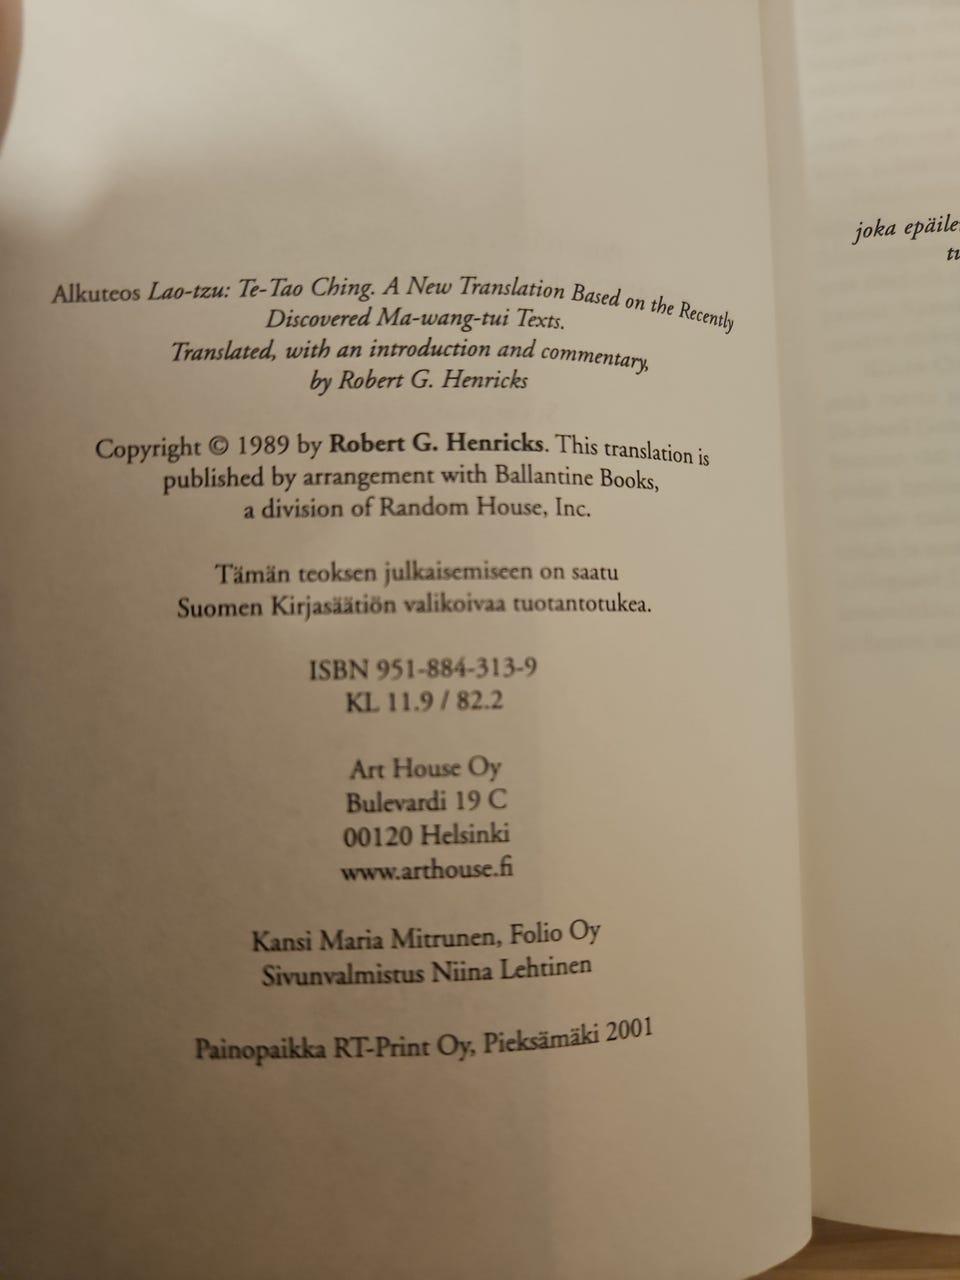 Alkuteos Lao-tzu: Te-Tao Ching. A New Translation Based on the Recently
Discovered Ma-wang-tui Texts.
Translated, with an introduction and commentary,
by Robert G. Henricks
Copyright © 1989 by Robert G. Henricks. This translation is
published by arrangement with Ballantine Books,
a division of Random House, Inc.
Tämän teoksen julkaisemiseen on saatu
Suomen Kirjasäätiön valikoivaa tuotantotukea.
ISBN 951-884-313-9
KL 11.9 / 82.2
Art House Oy
Bulevardi 19 C
00120 Helsinki
www.arthouse.fi
Kansi Maria Mitrunen, Folio Oy
Sivunvalmistus Niina Lehtinen
Painopaikka RT-Print Oy, Pieksämäki 2001
joka